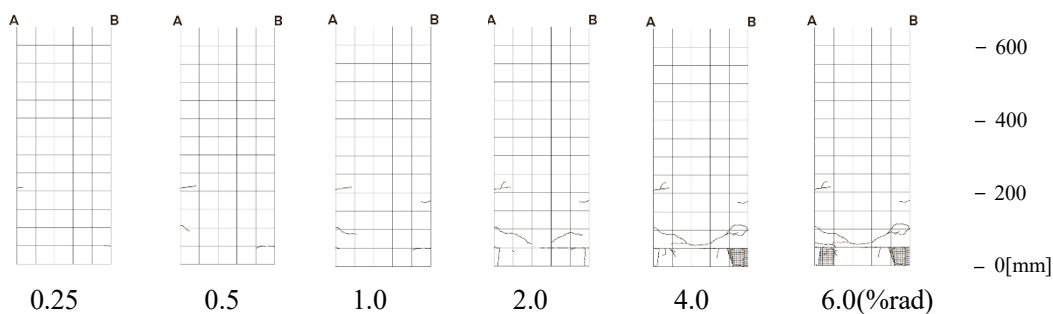 A B A B A B A B A B A B
– 600
– 400
– 200
– 0[mm]
0.25 0.5 1.0 2.0 4.0 6.0(%rad)